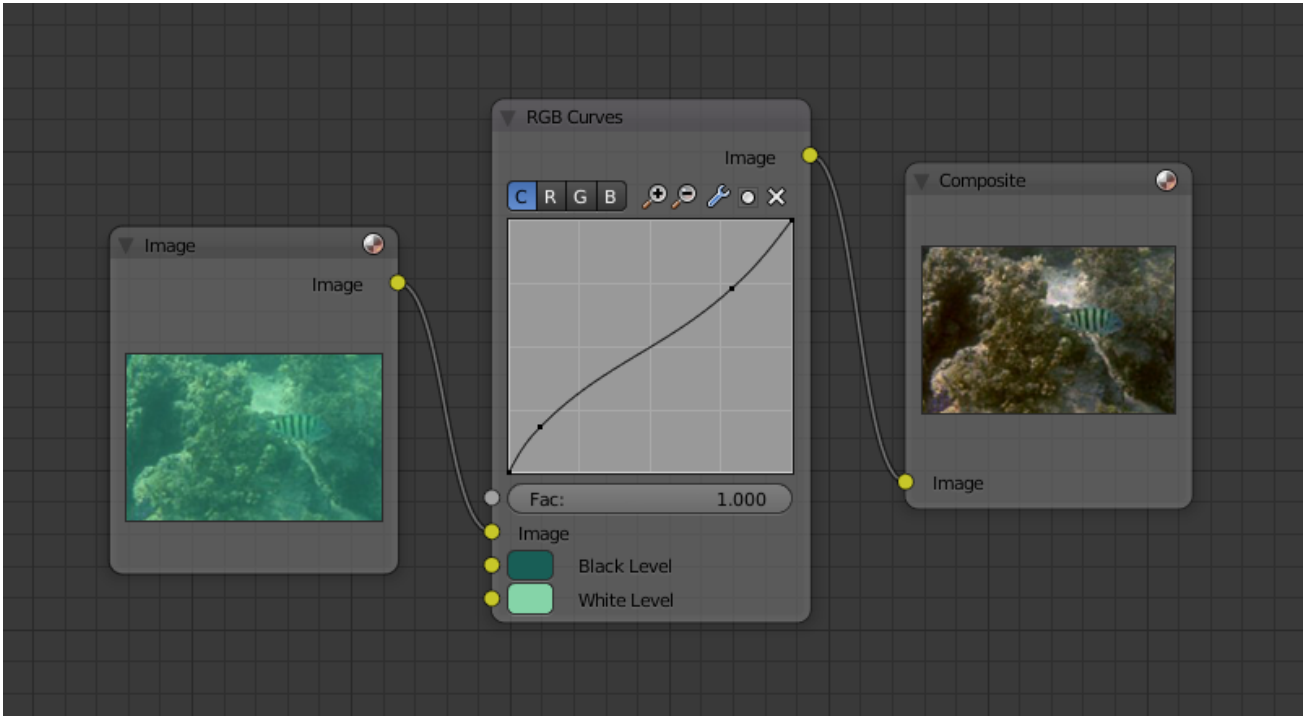 Image
Image
RGB Curves
Image
C R G B
Fac: 1.000
Image
Black Level
White Level
Composite
Image